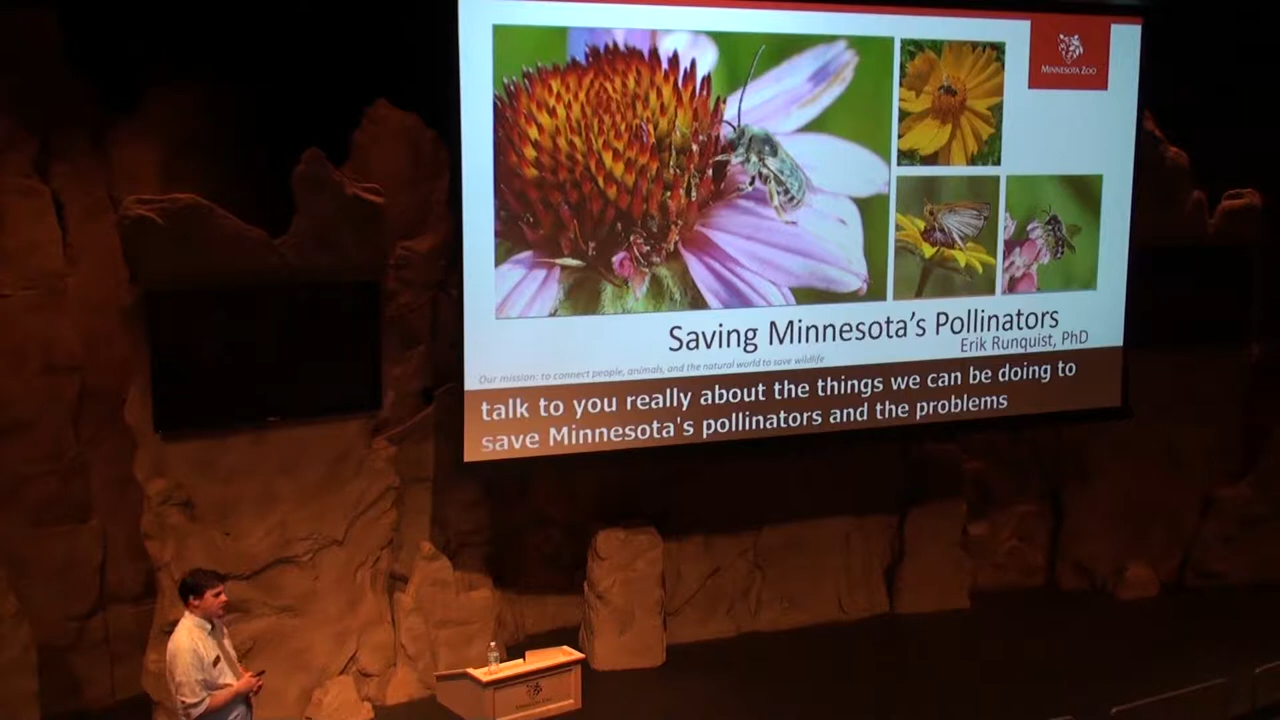 MINNESOTA ZOO
Saving Minnesota's Pollinators
Erik Runquist, PhD
Our mission: to connect people, animals, and the natural world to save wildlife
talk to you really about the things we can be doing to
save Minnesota's pollinators and the problems
MINNESOTA ZOO